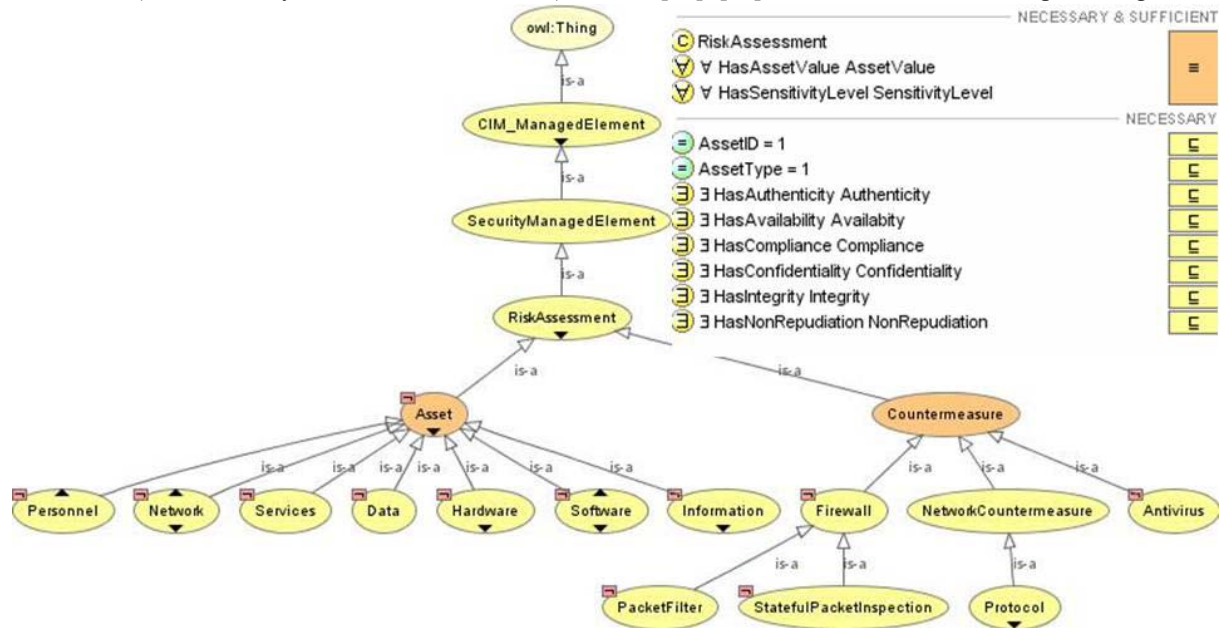 NECESSARY & SUFFICIENT
owl:Thing
C RiskAssessment
∀ ∀ HasAssetValue AssetValue
≡
∀ ∀ HasSensitivityLevel SensitivityLevel
is-a
NECESSARY
CIM_ManagedElement
= AssetID = 1 ⊑
= AssetType = 1 ⊑
is-a
∃ ∃ HasAuthenticity Authenticity ⊑
SecurityManagedElement
∃ ∃ HasAvailability Availabity ⊑
∃ ∃ HasCompliance Compliance ⊑
is-a
∃ ∃ HasConfidentiality Confidentiality ⊑
∃ ∃ HasIntegrity Integrity ⊑
RiskAssessment
∃ ∃ HasNonRepudiation NonRepudiation ⊑
is-a is-a
Asset Countermeasure
is-a is-a is-a is-a is-a is-a is-a is-a is-a
Personnel Network Services Data Hardware Software Information Firewall NetworkCountermeasure Antivirus
is-a is-a is-a
PacketFilter StatefulPacketInspection Protocol